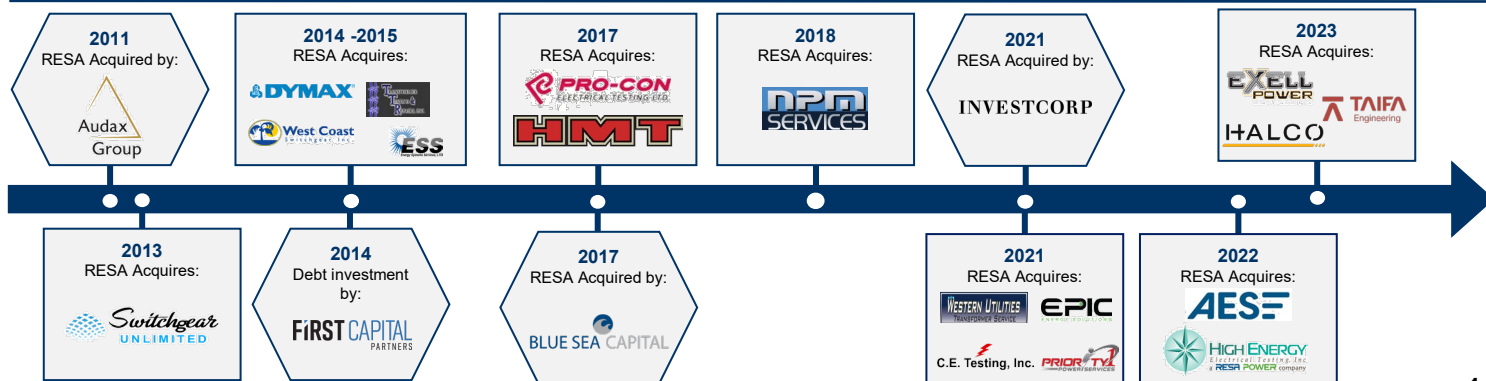 2011
RESA Acquired by:
Audax
Group
2014 -2015
RESA Acquires:
DYMAX
West Coast
Switchgear, Inc.
ESS
2017
RESA Acquires:
PRO-CON
ELECTRICAL TESTING LTD.
HMT
2018
RESA Acquires:
NPM
SERVICES
2021
RESA Acquired by:
INVESTCORP
2023
RESA Acquires:
EXELL
POWER
TAIFA
Engineering
HALCO
2013
RESA Acquires:
Switchgear
UNLIMITED
2014
Debt investment
by:
FIRST CAPITAL
PARTNERS
2017
RESA Acquired by:
BLUE SEA CAPITAL
2021
RESA Acquires:
WESTERN UTILITIES
TRANSFORMER SERVICE
EPIC
ENERGY SOLUTIONS
C.E. Testing, Inc.
PRIORITY1
POWER SERVICES
2022
RESA Acquires:
AESF
HIGH ENERGY
Electrical Testing, Inc.
a RESA POWER company